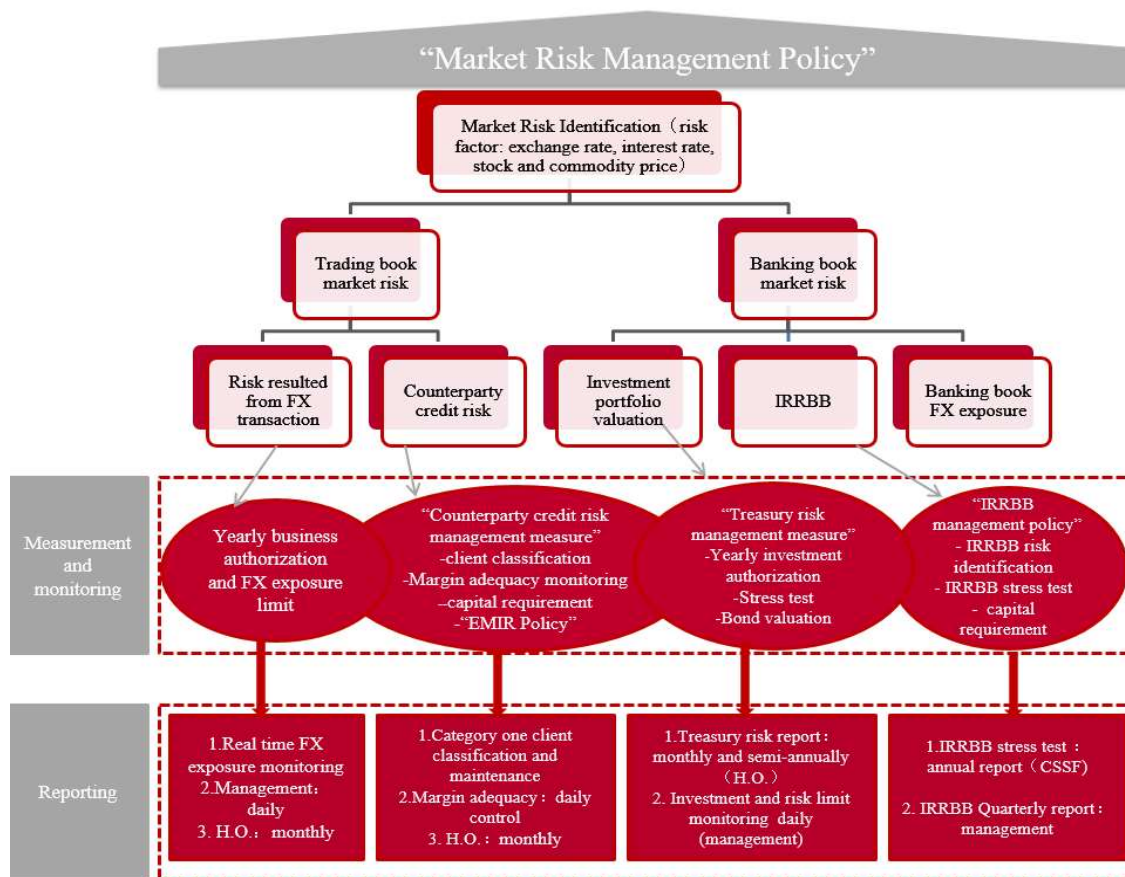 “Market Risk Management Policy”
Market Risk Identification（risk
factor: exchange rate, interest rate,
stock and commodity price）
Trading book
market risk
Banking book
market risk
Risk resulted
from FX
transaction
Counterparty
credit risk
Investment
portfolio
valuation
IRRBB
Banking book
FX exposure
Measurement
and
monitoring
Yearly business
authorization
and FX exposure
limit
“Counterparty credit risk
management measure”
-client classification
-Margin adequacy monitoring
-capital requirement
-“EMIR Policy”
“Treasury risk
management measure”
-Yearly investment
authorization
-Stress test
-Bond valuation
“IRRBB
management policy”
- IRRBB risk
identification
- IRRBB stress test
- capital
requirement
Reporting
1.Real time FX
exposure monitoring
2.Management：
daily
3. H.O.：monthly
1.Category one client
classification and
maintenance
2.Margin adequacy：daily
control
3. H.O.：monthly
1.Treasury risk report：
monthly and semi-annually
（H.O.）
2. Investment and risk limit
monitoring daily
(management)
1.IRRBB stress test：
annual report（CSSF）
2. IRRBB Quarterly report：
management